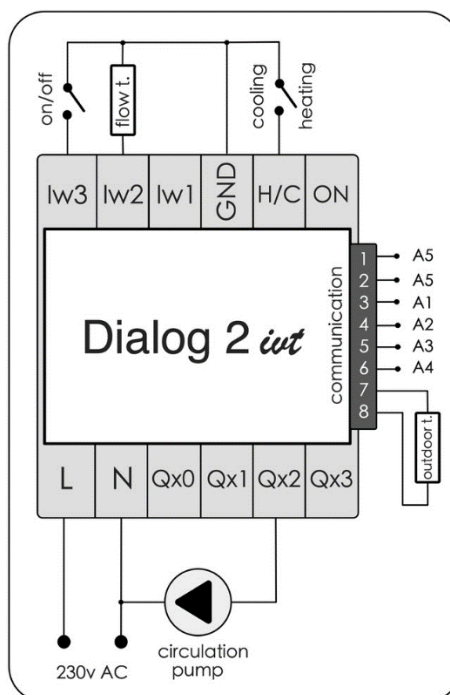 on/off
flow t.
cooling
heating
Iw3 Iw2 Iw1 GND H/C ON
Dialog 2 ivt
communication
1 A5
2 A5
3 A1
4 A2
5 A3
6 A4
7
8
outdoor t.
L N Qx0 Qx1 Qx2 Qx3
230v AC
circulation
pump